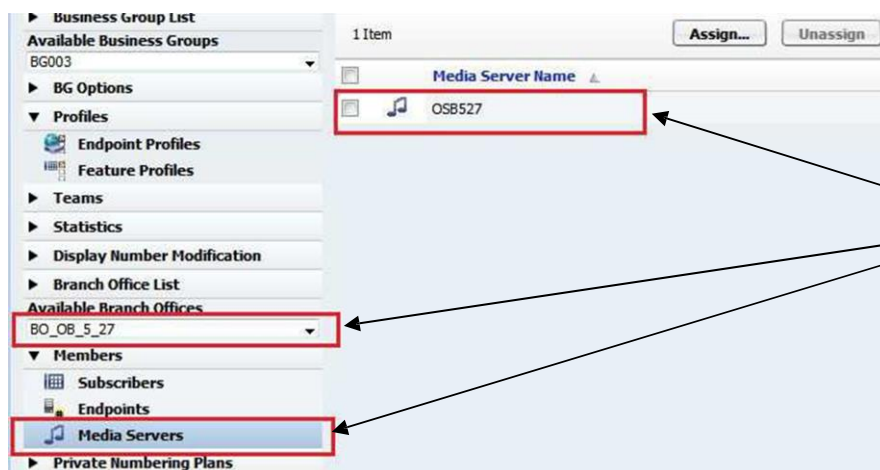 Business Group List
Available Business Groups
BG003
BG Options
Profiles
Endpoint Profiles
Feature Profiles
Teams
Statistics
Display Number Modification
Branch Office List
Available Branch Offices
BO_OB_5_27
Members
Subscribers
Endpoints
Media Servers
Private Numbering Plans
1 Item
Assign...
Unassign
Media Server Name
OSB527